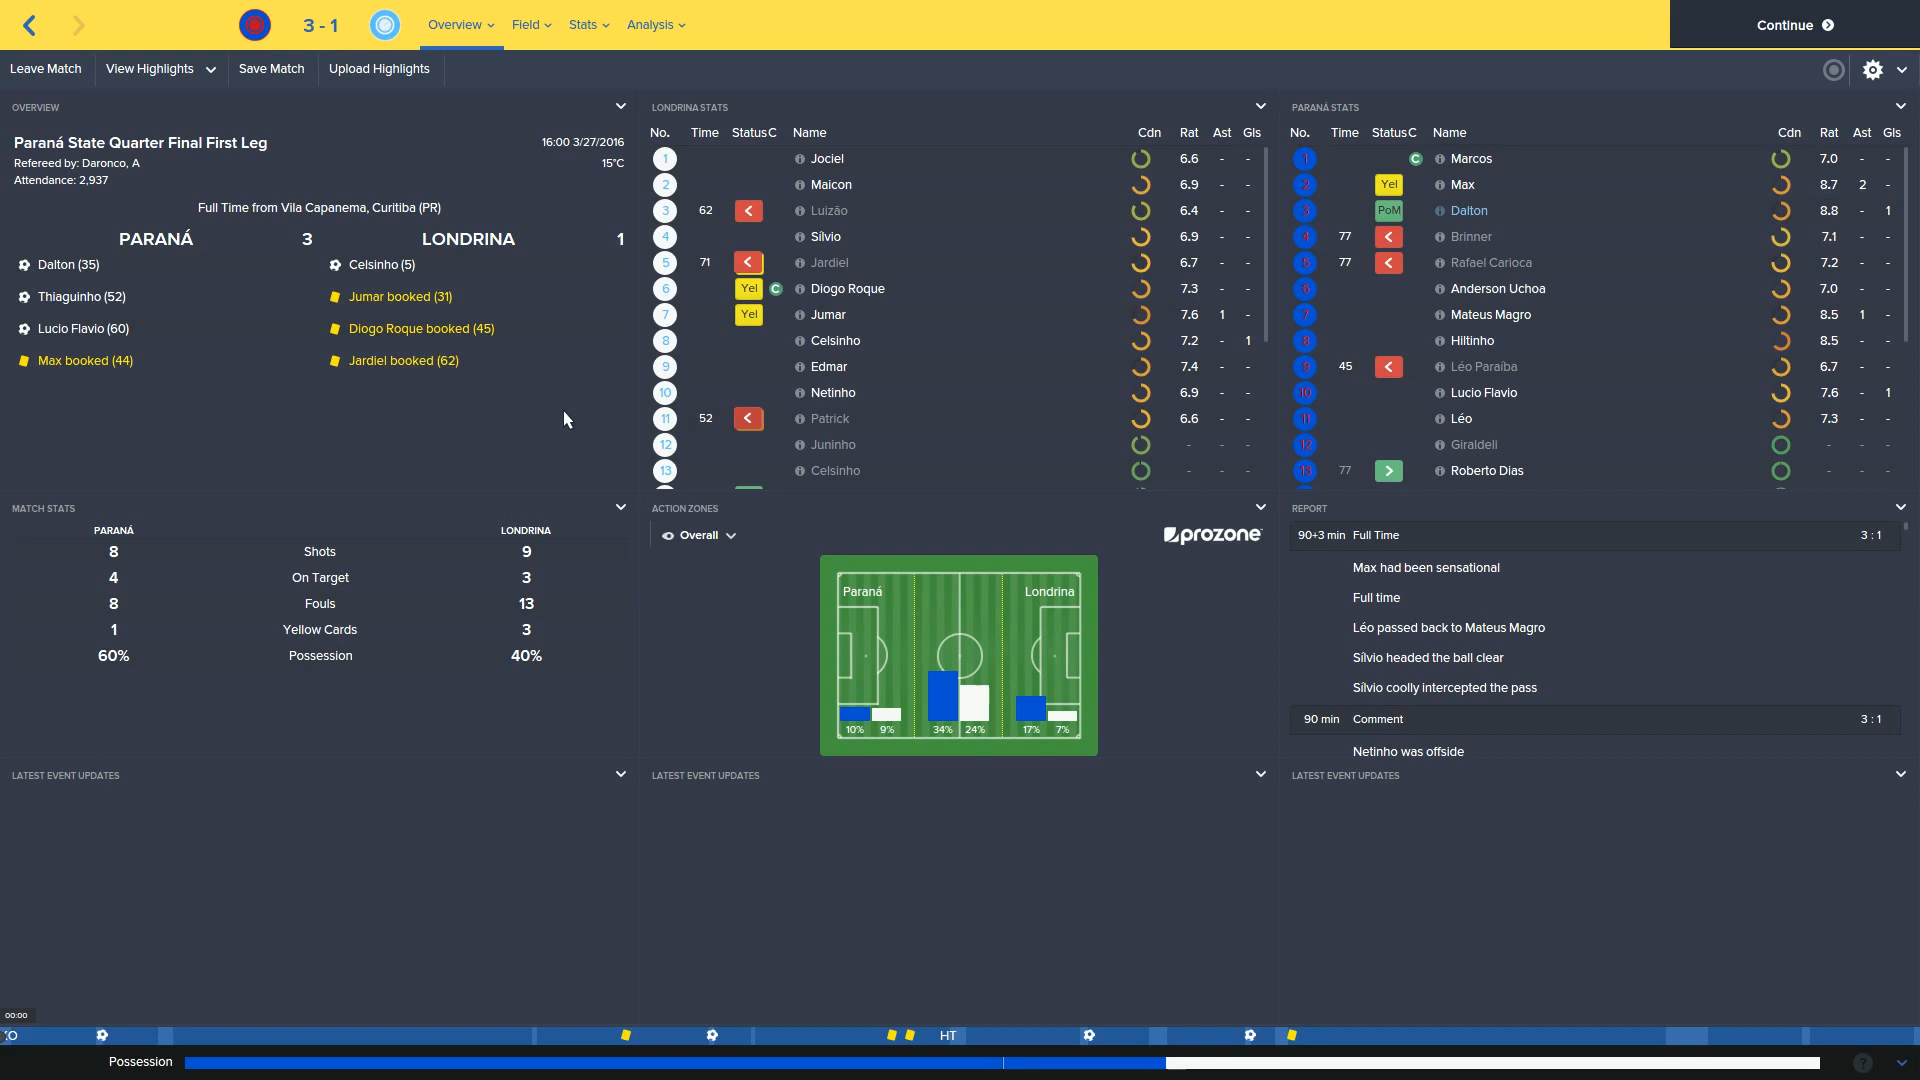 3 - 1
Overview
Field
Stats
Analysis
Continue
Leave Match
View Highlights
Save Match
Upload Highlights
OVERVIEW
Paraná State Quarter Final First Leg
16:00 3/27/2016
Refereed by: Daronco, A
15°C
Attendance: 2,937
Full Time from Vila Capanema, Curitiba (PR)
PARANÁ 3 LONDRINA 1
Dalton (35) Celsinho (5)
Thiaguinho (52) Jumar booked (31)
Lucio Flavio (60) Diogo Roque booked (45)
Max booked (44) Jardiel booked (62)
LONDRINA STATS
No. Time Status C Name Cdn Rat Ast Gls
1 Jociel 6.6 - -
2 Maicon 6.9 - -
3 62 Luizão 6.4 - -
4 Sílvio 6.9 - -
5 71 Jardiel 6.7 - -
6 Yel C Diogo Roque 7.3 - -
7 Yel Jumar 7.6 1 -
8 Celsinho 7.2 - 1
9 Edmar 7.4 - -
10 Netinho 6.9 - -
11 52 Patrick 6.6 - -
12 Juninho - - -
13 Celsinho - - -
PARANÁ STATS
No. Time Status C Name Cdn Rat Ast Gls
1 C Marcos 7.0 - -
2 Yel Max 8.7 2 -
3 PoM Dalton 8.8 - 1
4 77 Brinner 7.1 - -
5 77 Rafael Carioca 7.2 - -
6 Anderson Uchoa 7.0 - -
7 Mateus Magro 8.5 1 -
8 Hiltinho 8.5 - -
9 45 Léo Paraíba 6.7 - -
10 Lucio Flavio 7.6 - 1
11 Léo 7.3 - -
12 Giraldeli - - -
13 77 Roberto Dias - - -
MATCH STATS
PARANÁ LONDRINA
8 Shots 9
4 On Target 3
8 Fouls 13
1 Yellow Cards 3
60% Possession 40%
ACTION ZONES
Overall
prozone
Paraná Londrina
10% 9% 34% 24% 17% 7%
REPORT
90+3 min Full Time 3 : 1
Max had been sensational
Full time
Léo passed back to Mateus Magro
Sílvio headed the ball clear
Sílvio coolly intercepted the pass
90 min Comment 3 : 1
Netinho was offside
LATEST EVENT UPDATES
LATEST EVENT UPDATES
LATEST EVENT UPDATES
00:00
HT
Possession
?